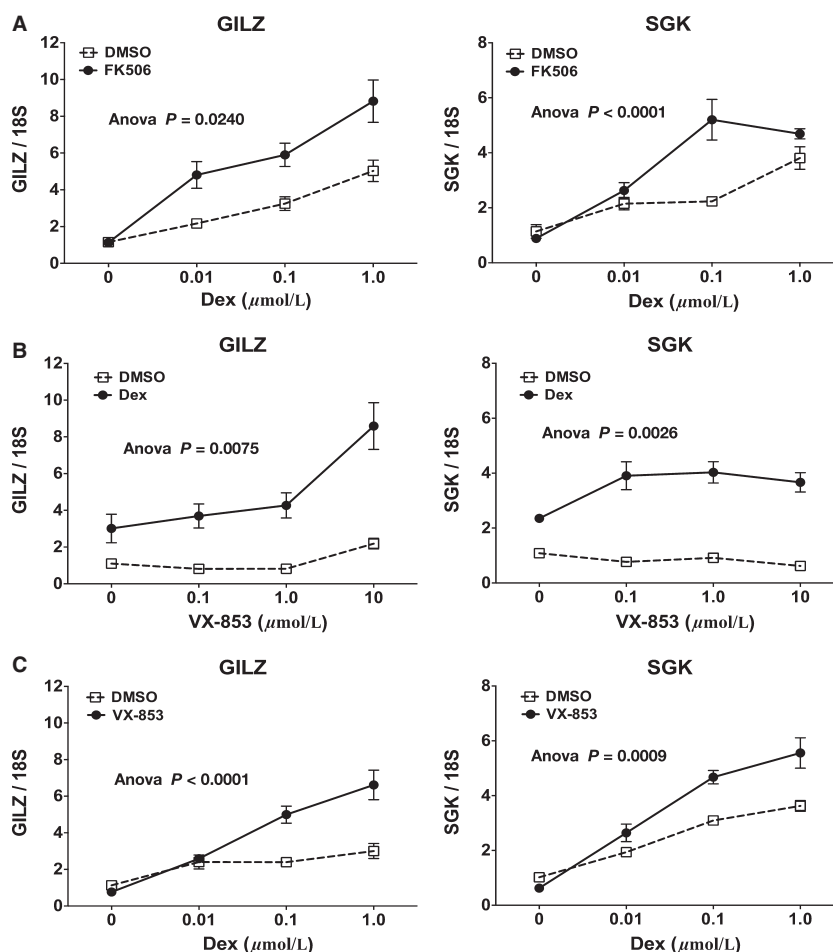 A
GILZ
12
10
8
6
4
2
0
GILZ / 18S
DMSO
FK506
Anova P = 0.0240
0 0.01 0.1 1.0
Dex (µmol/L)
SGK
8
6
4
2
0
SGK / 18S
DMSO
FK506
Anova P < 0.0001
0 0.01 0.1 1.0
Dex (µmol/L)
B
GILZ
12
10
8
6
4
2
0
GILZ / 18S
DMSO
Dex
Anova P = 0.0075
0 0.1 1.0 10
VX-853 (µmol/L)
SGK
8
6
4
2
0
SGK / 18S
DMSO
Dex
Anova P = 0.0026
0 0.1 1.0 10
VX-853 (µmol/L)
C
GILZ
12
10
8
6
4
2
0
GILZ / 18S
DMSO
VX-853
Anova P < 0.0001
0 0.01 0.1 1.0
Dex (µmol/L)
SGK
8
6
4
2
0
SGK / 18S
DMSO
VX-853
Anova P = 0.0009
0 0.01 0.1 1.0
Dex (µmol/L)